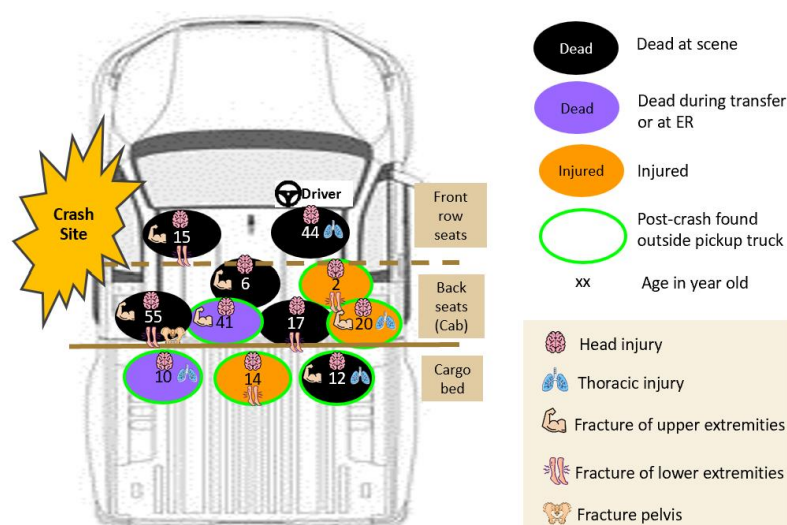 Driver
Crash
Site
15
44
6
2
55
41
17
20
10
14
12
Front
row
seats
Back
seats
(Cab)
Cargo
bed
Dead
Dead at scene
Dead
Dead during transfer
or at ER
Injured
Injured
Post-crash found
outside pickup truck
xx
Age in year old
Head injury
Thoracic injury
Fracture of upper extremities
Fracture of lower extremities
Fracture pelvis